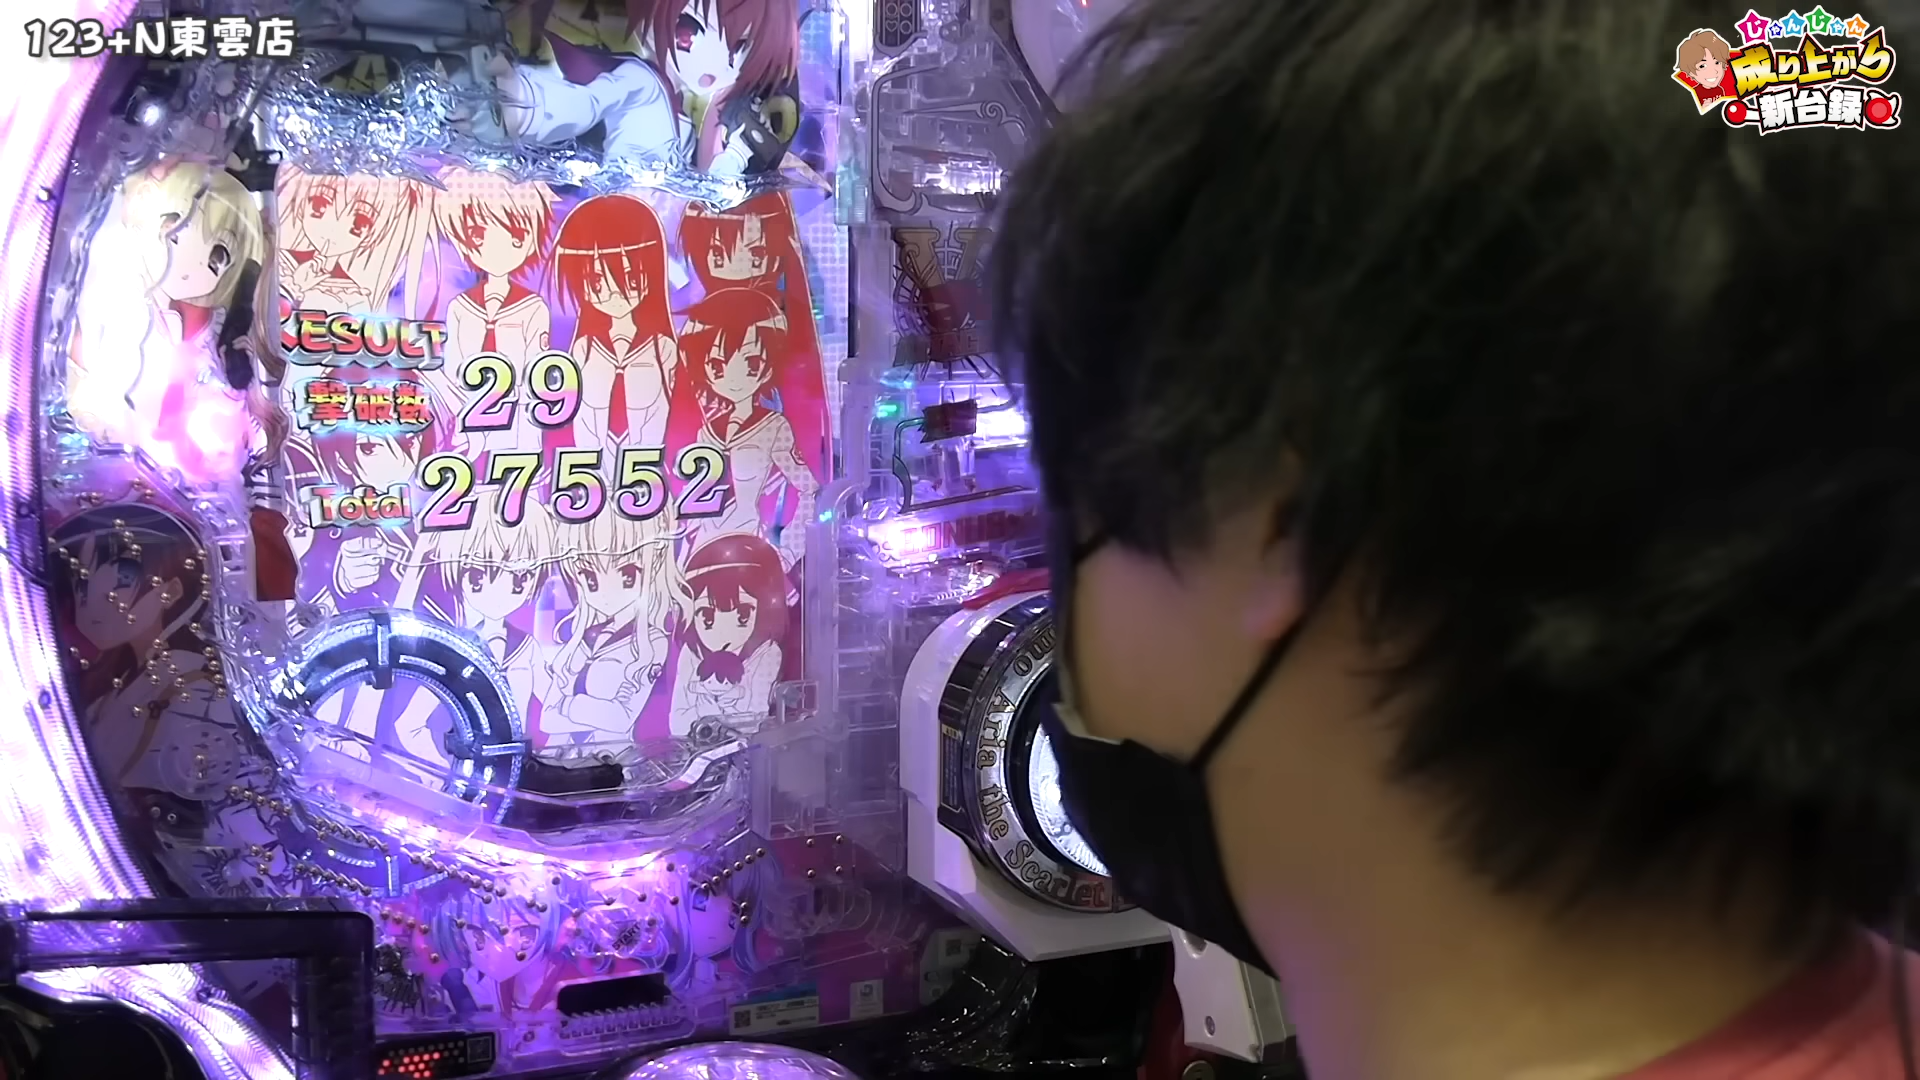 123+N東雲店
じゃんじゃん
成り上がり
新台録
RESULT
撃破数 29
Total 27552
Aria the Scarlet
START